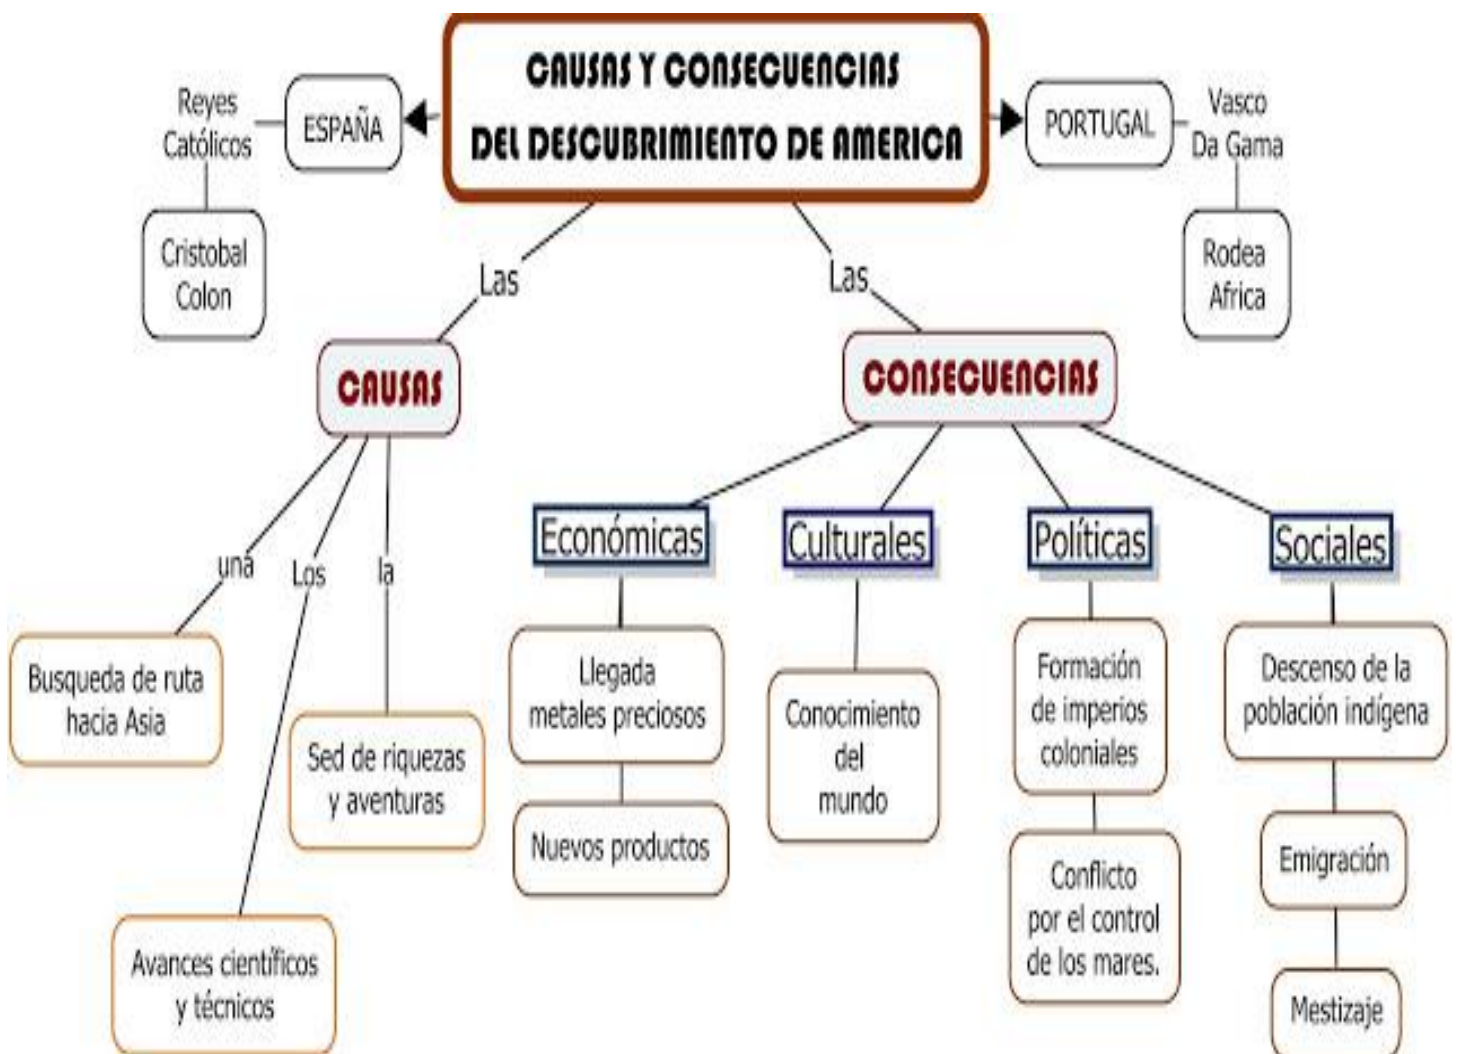 CAUSAS Y CONSECUENCIAS
DEL DESCUBRIMIENTO DE AMERICA
Reyes
Católicos
ESPAÑA
Cristobal
Colon
PORTUGAL
Vasco
Da Gama
Rodea
Africa
Las
Las
CAUSAS
CONSECUENCIAS
una
Los
la
Busqueda de ruta
hacia Asia
Avances científicos
y técnicos
Sed de riquezas
y aventuras
Económicas
Llegada
metales preciosos
Nuevos productos
Culturales
Conocimiento
del
mundo
Políticas
Formación
de imperios
coloniales
Conflicto
por el control
de los mares.
Sociales
Descenso de la
población indígena
Emigración
Mestizaje